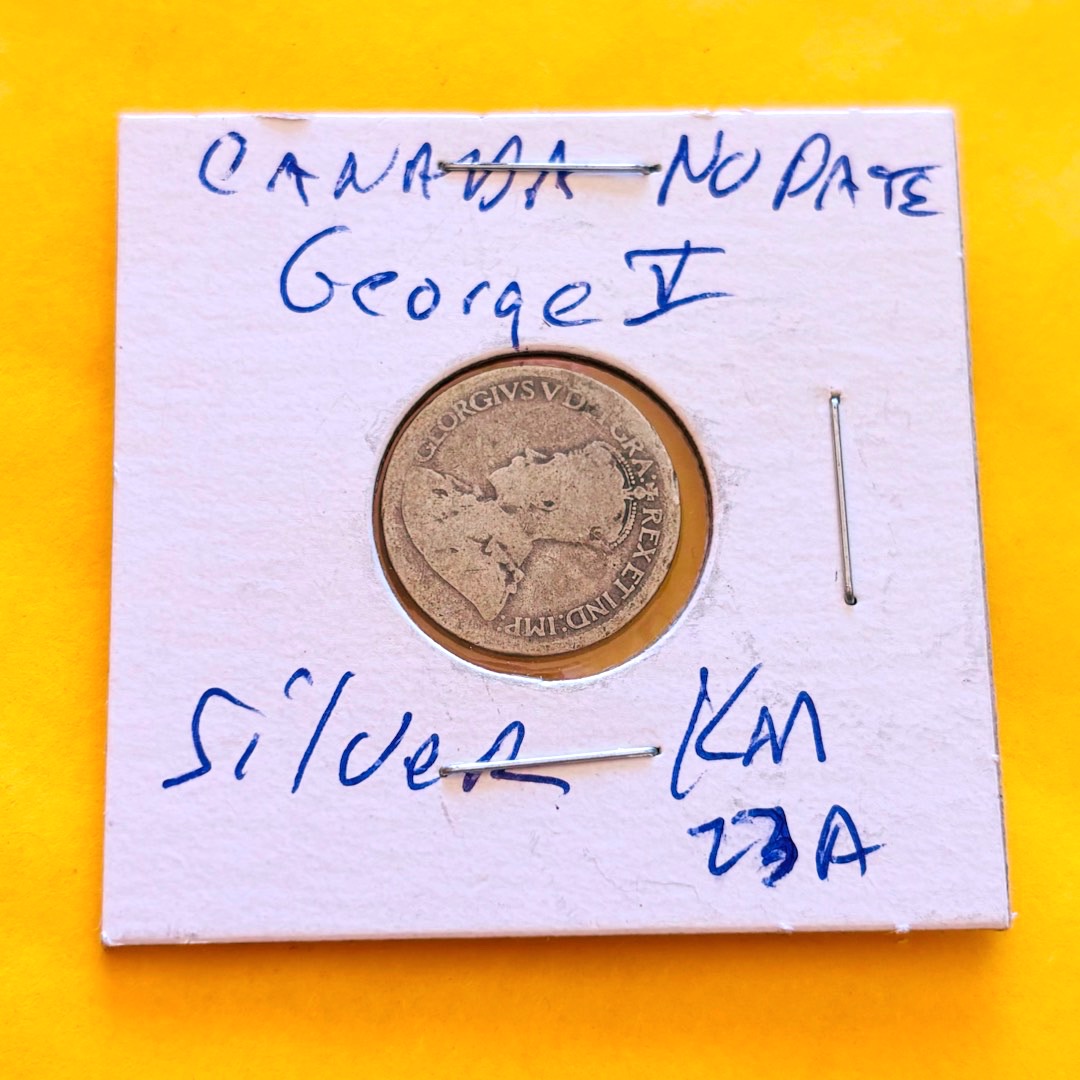 CANADA NO DATE
George V
GEORGIVS V D GRA: REX ET IND: IMP:
Silver KM
23A